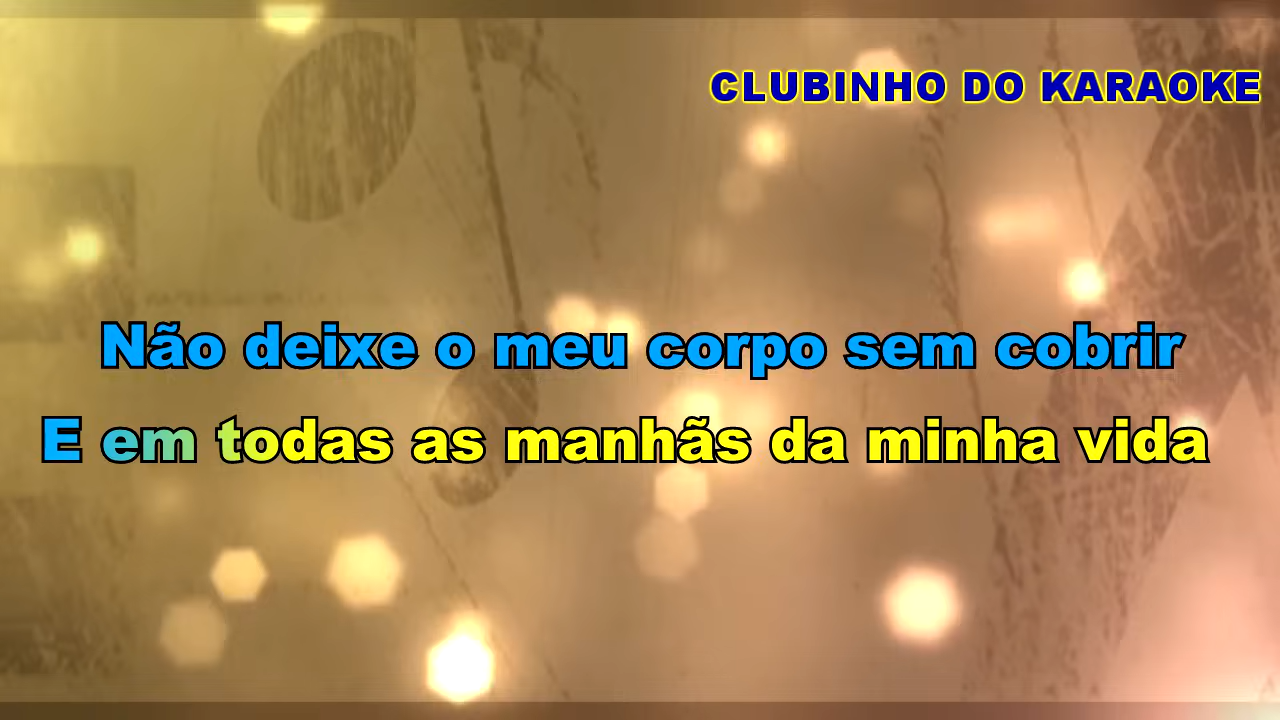 CLUBINHO DO KARAOKE
Não deixe o meu corpo sem cobrir
E em todas as manhãs da minha vida